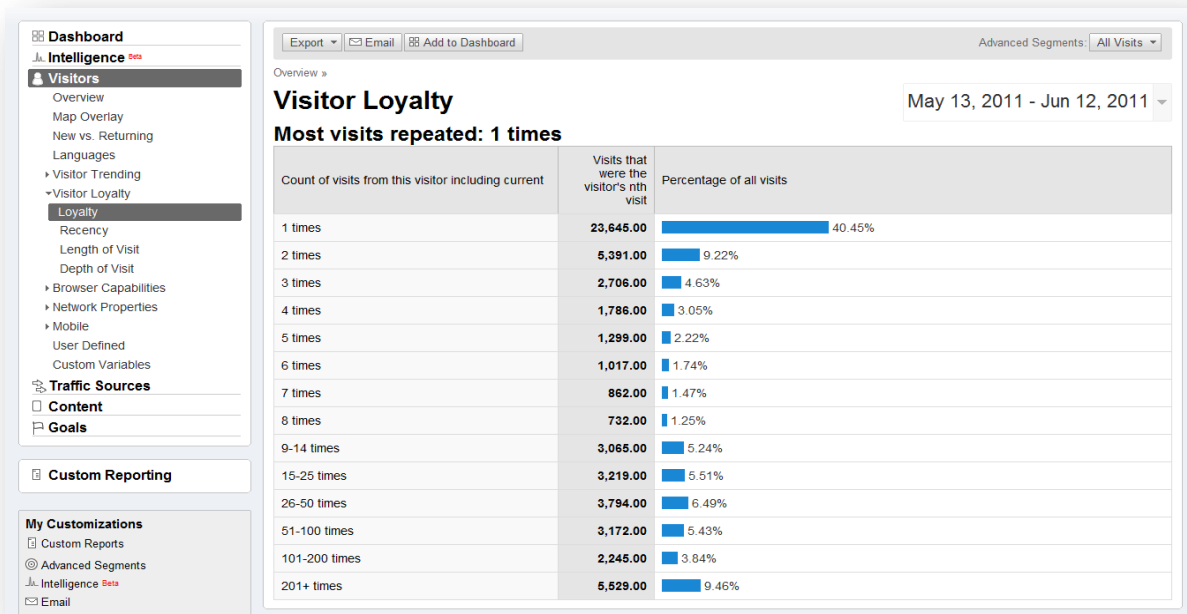 Dashboard
Intelligence Beta
Visitors
Overview
Map Overlay
New vs. Returning
Languages
Visitor Trending
Visitor Loyalty
Loyalty
Recency
Length of Visit
Depth of Visit
Browser Capabilities
Network Properties
Mobile
User Defined
Custom Variables
Traffic Sources
Content
Goals
Custom Reporting
My Customizations
Custom Reports
Advanced Segments
Intelligence Beta
Email
Export Email Add to Dashboard Advanced Segments: All Visits
Overview »
Visitor Loyalty May 13, 2011 - Jun 12, 2011
Most visits repeated: 1 times
Count of visits from this visitor including current Visits that were the visitor's nth visit Percentage of all visits
1 times 23,645.00 40.45%
2 times 5,391.00 9.22%
3 times 2,706.00 4.63%
4 times 1,786.00 3.05%
5 times 1,299.00 2.22%
6 times 1,017.00 1.74%
7 times 862.00 1.47%
8 times 732.00 1.25%
9-14 times 3,065.00 5.24%
15-25 times 3,219.00 5.51%
26-50 times 3,794.00 6.49%
51-100 times 3,172.00 5.43%
101-200 times 2,245.00 3.84%
201+ times 5,529.00 9.46%